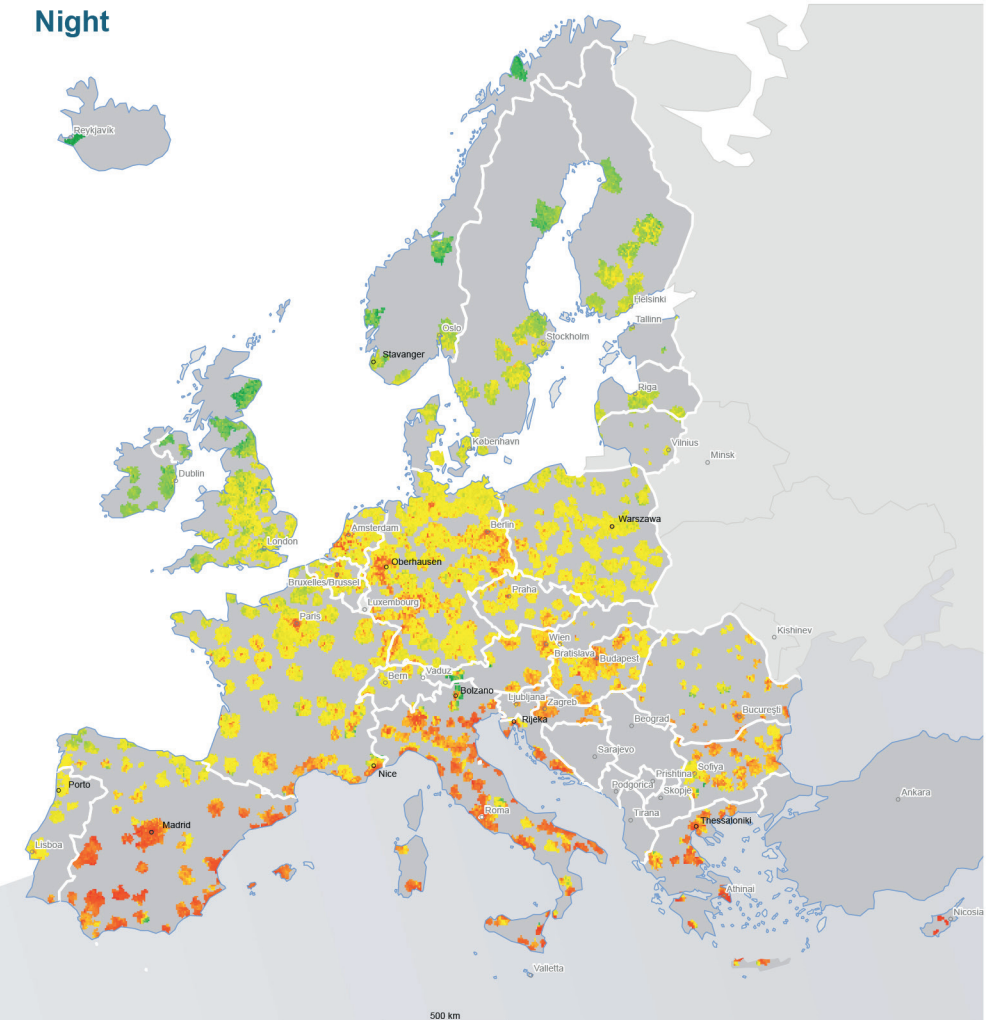 Night
Reykjavík
Helsinki
Tallinn
Oslo
Stockholm
Stavanger
Riga
København
Vilnius
Minsk
Dublin
Warszawa
Amsterdam
Berlin
London
Oberhausen
Bruxelles/Brussel
Praha
Luxembourg
Paris
Kishinev
Wien
Bratislava
Budapest
Vaduz
Bern
Bolzano
Ljubljana
Zagreb
Rijeka
București
Beograd
Sarajevo
Nice
Prishtina
Sofiya
Podgorica
Skopje
Porto
Roma
Tirana
Ankara
Thessaloniki
Madrid
Lisboa
Athinai
Nicosia
Valletta
500 km